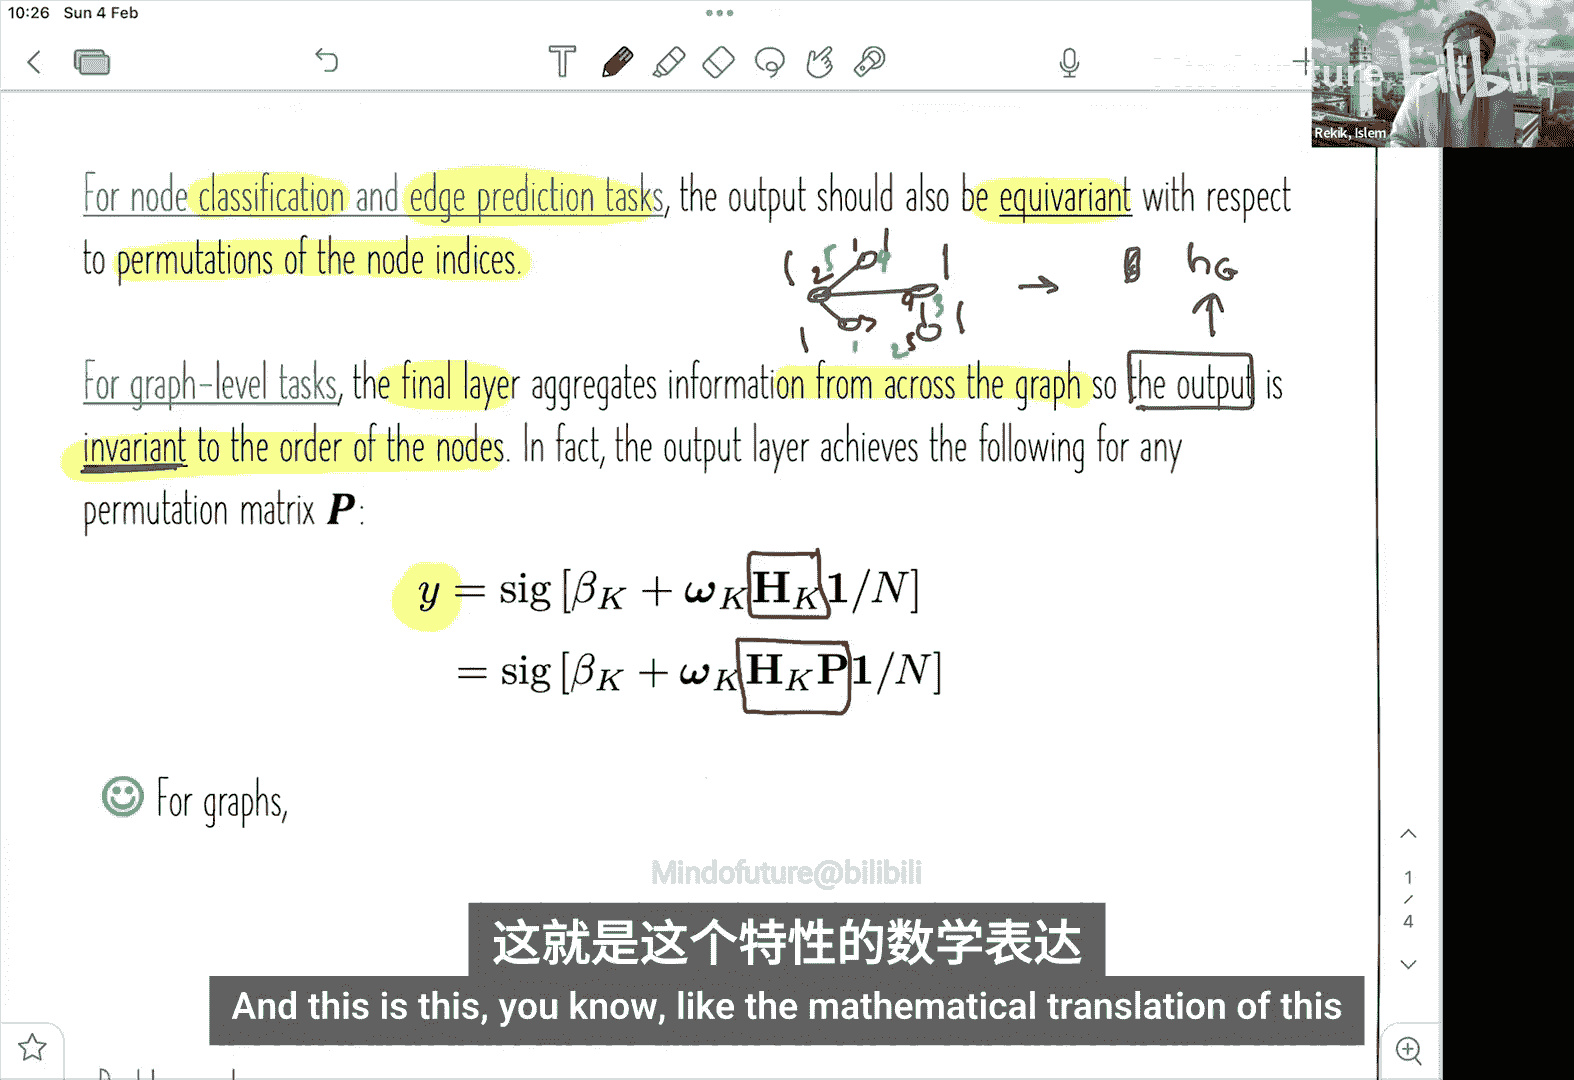 10:26 Sun 4 Feb
ture. bilibili
Rekik, Islem
For node classification and edge prediction tasks, the output should also be equivariant with respect
to permutations of the node indices.
hG
For graph-level tasks, the final layer aggregates information from across the graph so the output is
invariant to the order of the nodes. In fact, the output layer achieves the following for any
permutation matrix P:
y = sig [βK + ωK HK 1/N]
= sig [βK + ωK HK P1/N]
For graphs,
Mindofuture@bilibili
1
/
4
这就是这个特性的数学表达
And this is this, you know, like the mathematical translation of this